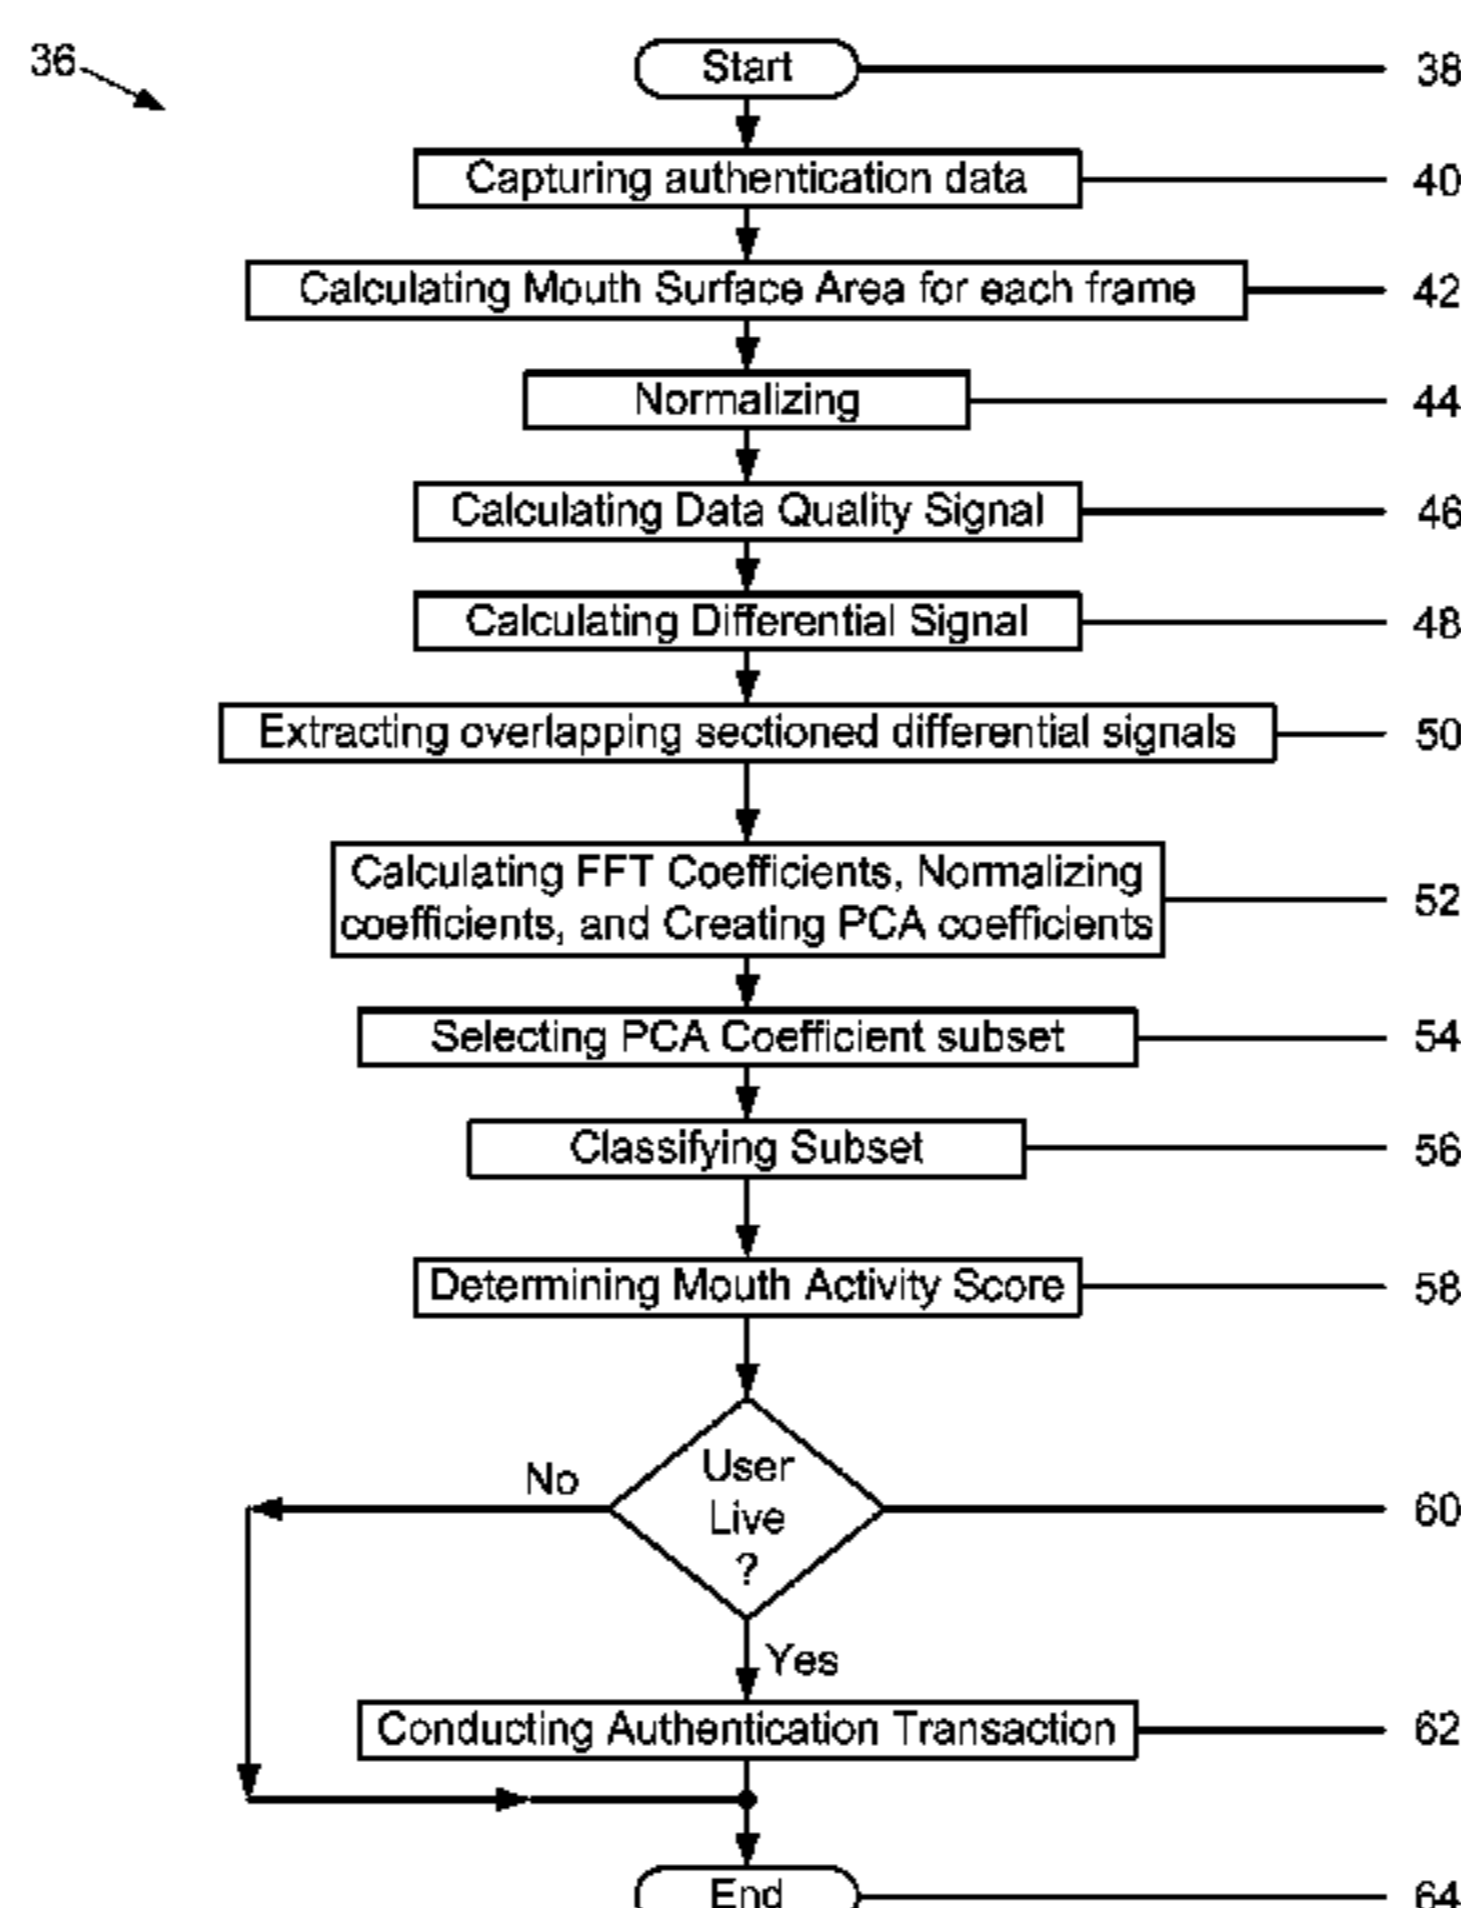 36
Start 38
Capturing authentication data 40
Calculating Mouth Surface Area for each frame 42
Normalizing 44
Calculating Data Quality Signal 46
Calculating Differential Signal 48
Extracting overlapping sectioned differential signals 50
Calculating FFT Coefficients, Normalizing
coefficients, and Creating PCA coefficients 52
Selecting PCA Coefficient subset 54
Classifying Subset 56
Determining Mouth Activity Score 58
User
Live
? 60
No
Yes
Conducting Authentication Transaction 62
End 64